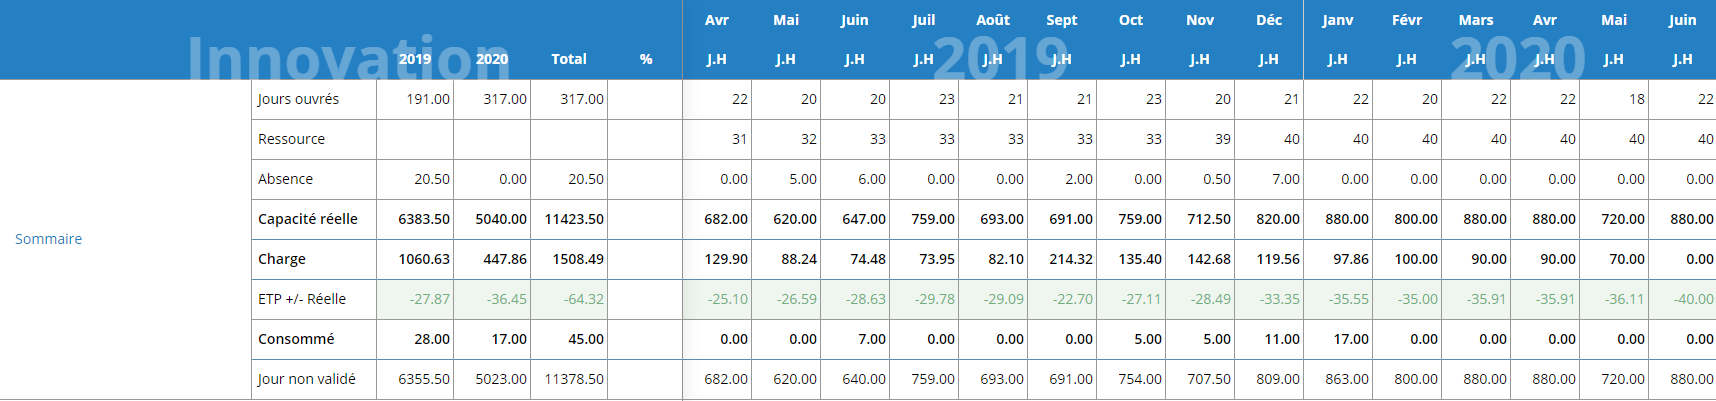 Avr Mai Juin Juil Août Sept Oct Nov Déc Janv Févr Mars Avr Mai Juin
Innovation 2019 2020
2019 2020 Total % J.H J.H J.H J.H J.H J.H J.H J.H J.H J.H J.H J.H J.H J.H J.H
Jours ouvrés 191.00 317.00 317.00 22 20 20 23 21 21 23 20 21 22 20 22 22 18 22
Ressource 31 32 33 33 33 33 33 39 40 40 40 40 40 40 40
Absence 20.50 0.00 20.50 0.00 5.00 6.00 0.00 0.00 2.00 0.00 0.50 7.00 0.00 0.00 0.00 0.00 0.00 0.00
Capacité réelle 6383.50 5040.00 11423.50 682.00 620.00 647.00 759.00 693.00 691.00 759.00 712.50 820.00 880.00 800.00 880.00 880.00 720.00 880.00
Sommaire
Charge 1060.63 447.86 1508.49 129.90 88.24 74.48 73.95 82.10 214.32 135.40 142.68 119.56 97.86 100.00 90.00 90.00 70.00 0.00
ETP +/- Réelle -27.87 -36.45 -64.32 -25.10 -26.59 -28.63 -29.78 -29.09 -22.70 -27.11 -28.49 -33.35 -35.55 -35.00 -35.91 -35.91 -36.11 -40.00
Consommé 28.00 17.00 45.00 0.00 0.00 7.00 0.00 0.00 0.00 5.00 5.00 11.00 17.00 0.00 0.00 0.00 0.00 0.00
Jour non validé 6355.50 5023.00 11378.50 682.00 620.00 640.00 759.00 693.00 691.00 754.00 707.50 809.00 863.00 800.00 880.00 880.00 720.00 880.00